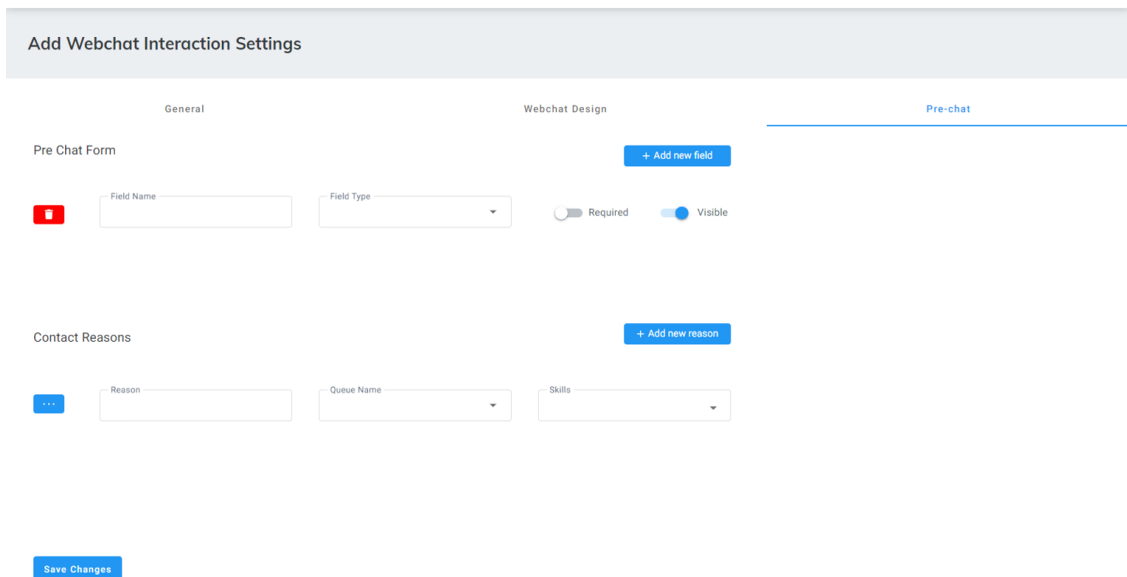 Add Webchat Interaction Settings
General
Webchat Design
Pre-chat
Pre Chat Form
+ Add new field
Field Name
Field Type
Required
Visible
Contact Reasons
+ Add new reason
...
Reason
Queue Name
Skills
Save Changes